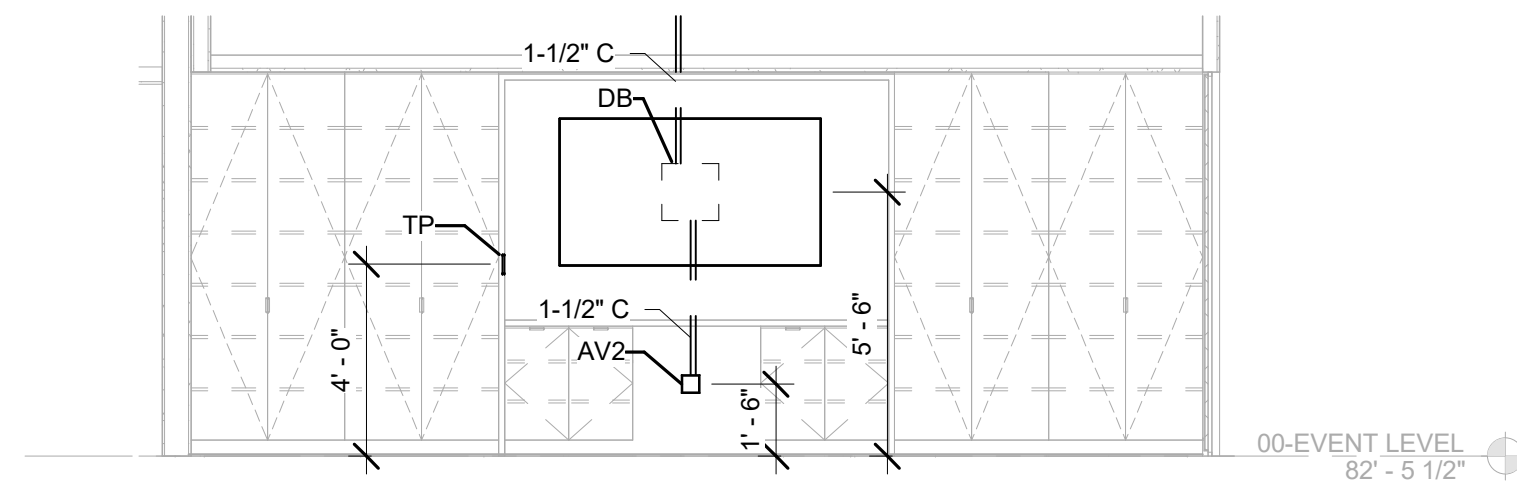 1-1/2" C
DB
TP
1-1/2" C
AV2
4' - 0"
5' - 6"
1' - 6"
00-EVENT LEVEL
82' - 5 1/2"